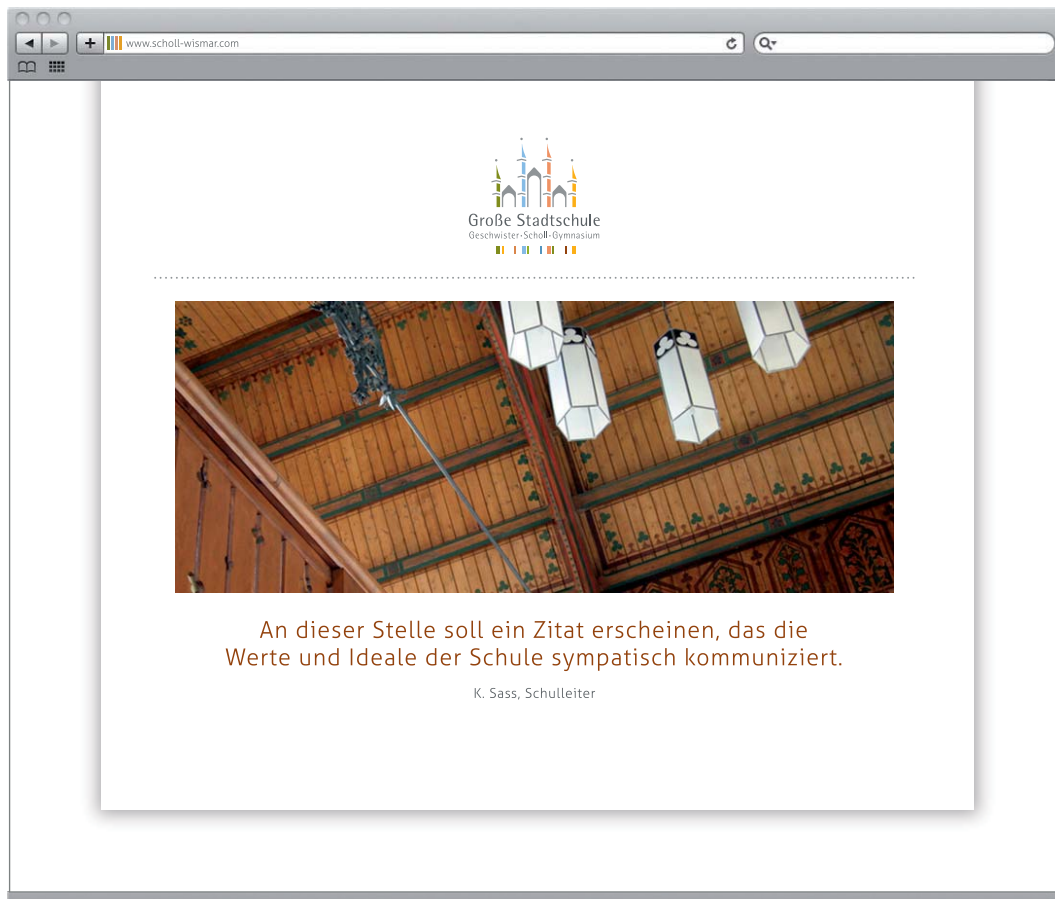 www.scholl-wismar.com
Große Stadtschule
Geschwister-Scholl-Gymnasium
An dieser Stelle soll ein Zitat erscheinen, das die
Werte und Ideale der Schule sympatisch kommuniziert.
K. Sass, Schulleiter